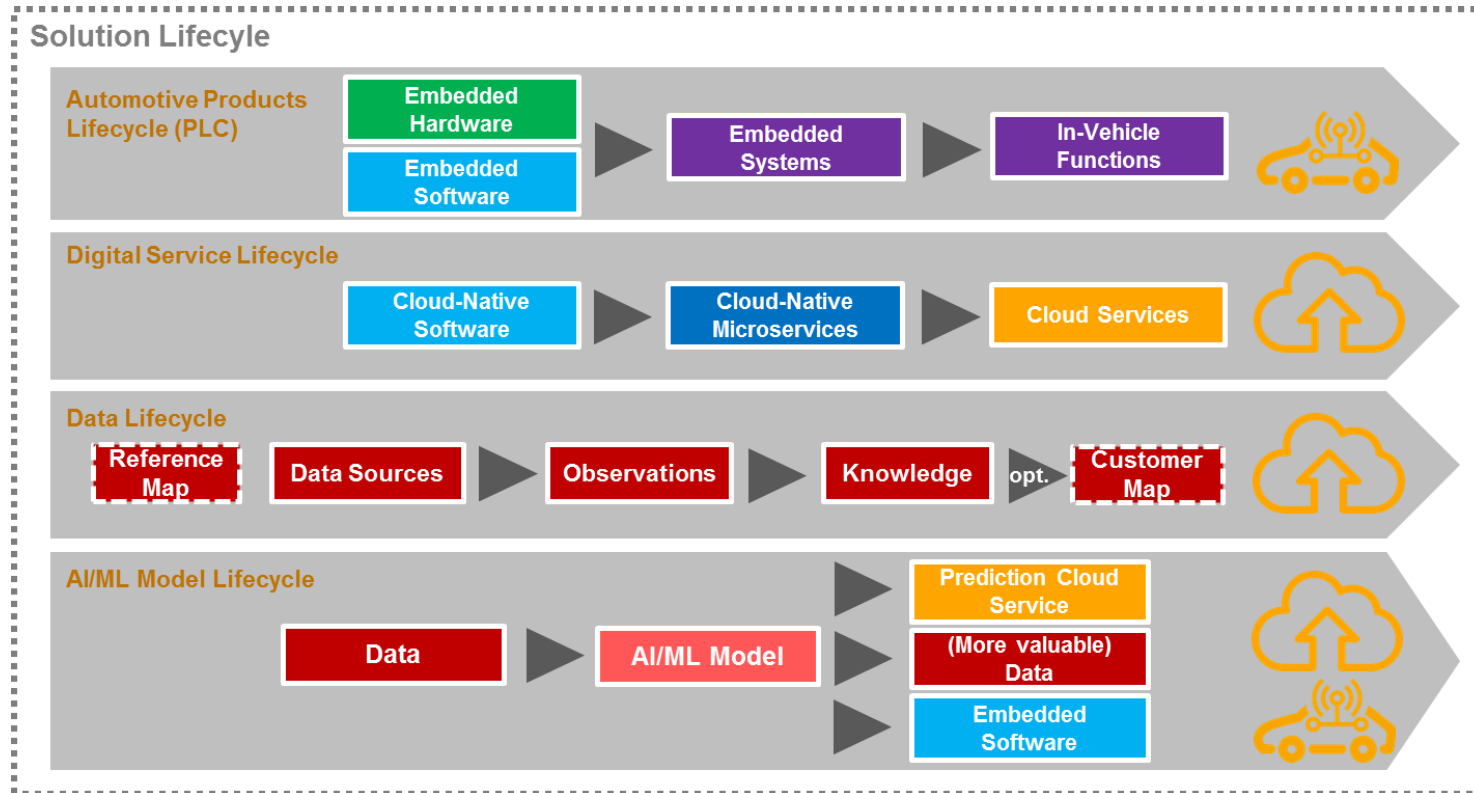 Solution Lifecyle
Automotive Products
Lifecycle (PLC)
Embedded
Hardware
Embedded
Software
Embedded
Systems
In-Vehicle
Functions
Digital Service Lifecycle
Cloud-Native
Software
Cloud-Native
Microservices
Cloud Services
Data Lifecycle
Reference
Map
Data Sources
Observations
Knowledge
opt.
Customer
Map
AI/ML Model Lifecycle
Data
AI/ML Model
Prediction Cloud
Service
(More valuable)
Data
Embedded
Software